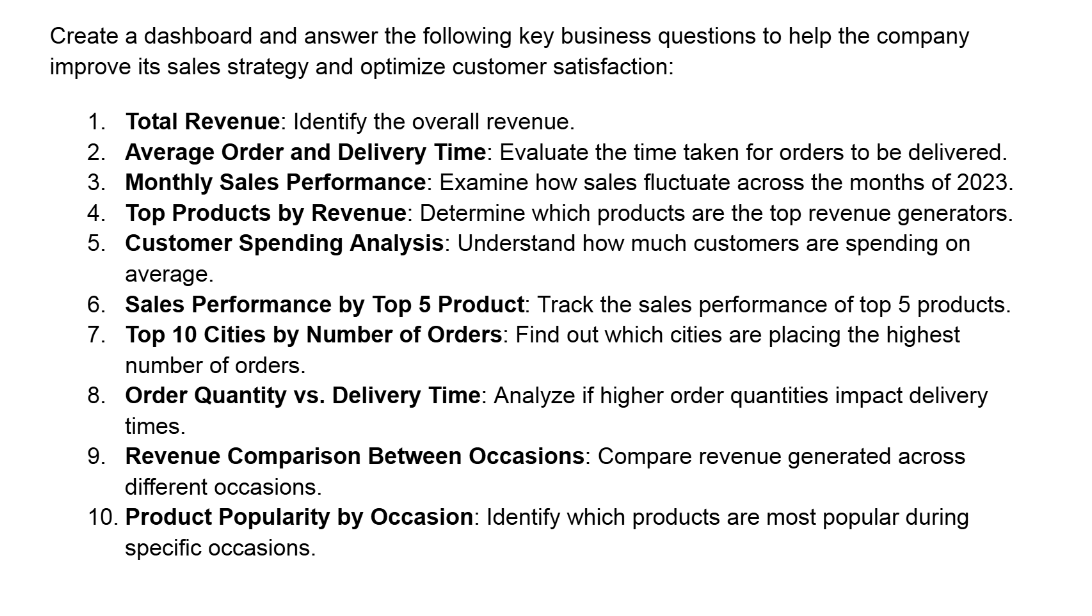 Create a dashboard and answer the following key business questions to help the company
improve its sales strategy and optimize customer satisfaction:
1. Total Revenue: Identify the overall revenue.
2. Average Order and Delivery Time: Evaluate the time taken for orders to be delivered.
3. Monthly Sales Performance: Examine how sales fluctuate across the months of 2023.
4. Top Products by Revenue: Determine which products are the top revenue generators.
5. Customer Spending Analysis: Understand how much customers are spending on
average.
6. Sales Performance by Top 5 Product: Track the sales performance of top 5 products.
7. Top 10 Cities by Number of Orders: Find out which cities are placing the highest
number of orders.
8. Order Quantity vs. Delivery Time: Analyze if higher order quantities impact delivery
times.
9. Revenue Comparison Between Occasions: Compare revenue generated across
different occasions.
10. Product Popularity by Occasion: Identify which products are most popular during
specific occasions.